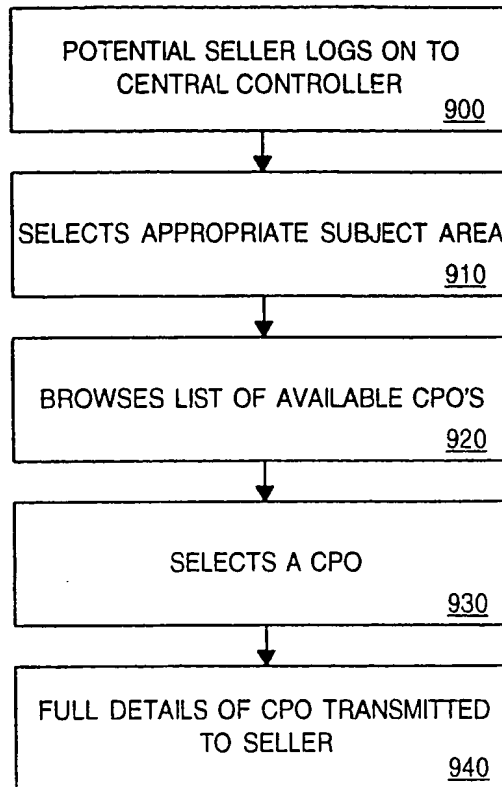 POTENTIAL SELLER LOGS ON TO
CENTRAL CONTROLLER
900
SELECTS APPROPRIATE SUBJECT AREA
910
BROWSES LIST OF AVAILABLE CPO'S
920
SELECTS A CPO
930
FULL DETAILS OF CPO TRANSMITTED
TO SELLER
940